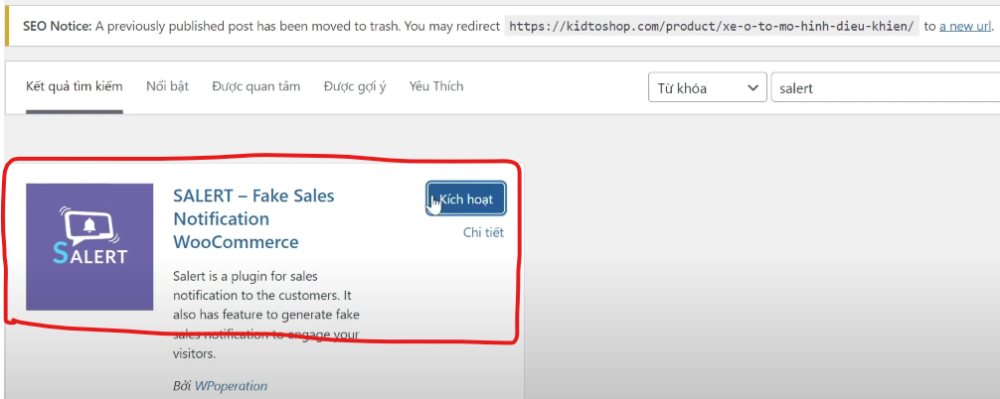 SEO Notice: A previously published post has been moved to trash. You may redirect https://kidtoshop.com/product/xe-o-to-mo-hinh-dieu-khien/ to a new url.
Kết quả tìm kiếm Nổi bật Được quan tâm Được gợi ý Yêu Thích Từ khóa salert
SALERT – Fake Sales
Notification
WooCommerce
Kích hoạt
Chi tiết
SALERT
Salert is a plugin for sales
notification to the customers. It
also has feature to generate fake
sales notification to engage your
visitors.
Bởi WPoperation